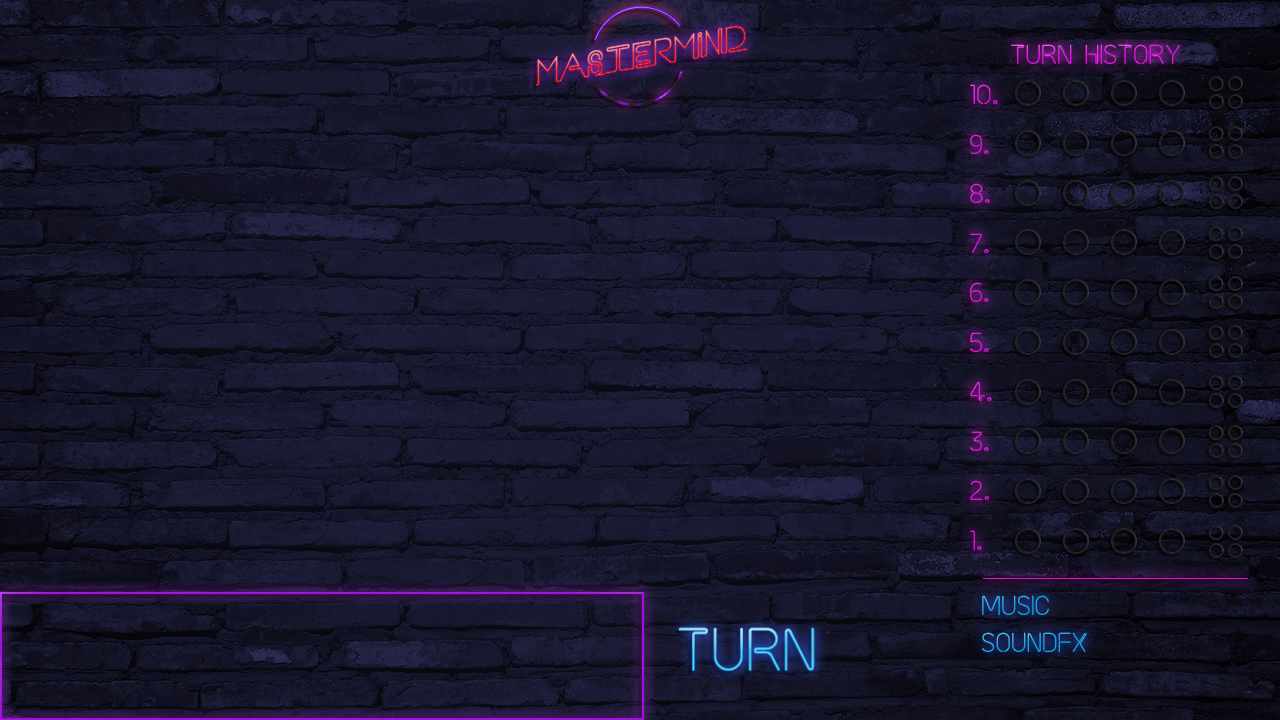 MASTERMIND
TURN HISTORY
10.
9.
8.
7.
6.
5.
4.
3.
2.
1.
TURN
MUSIC
SOUNDFX